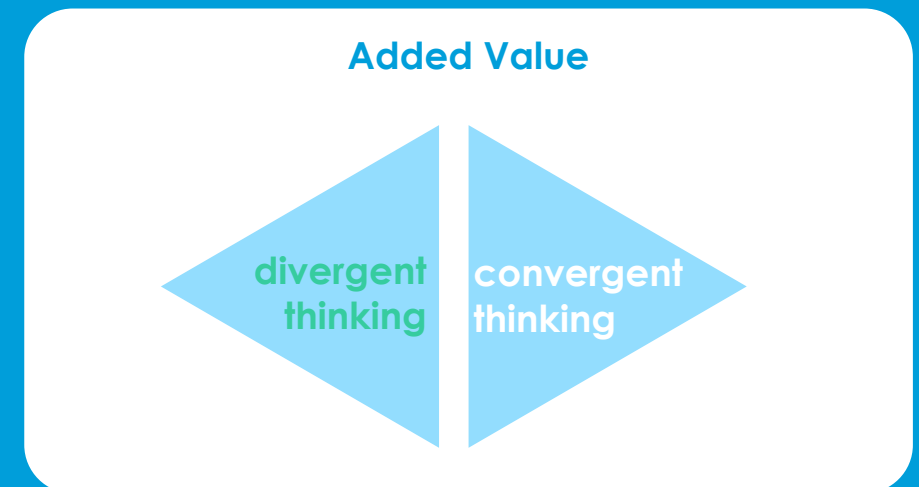 Added Value
divergent
thinking
convergent
thinking